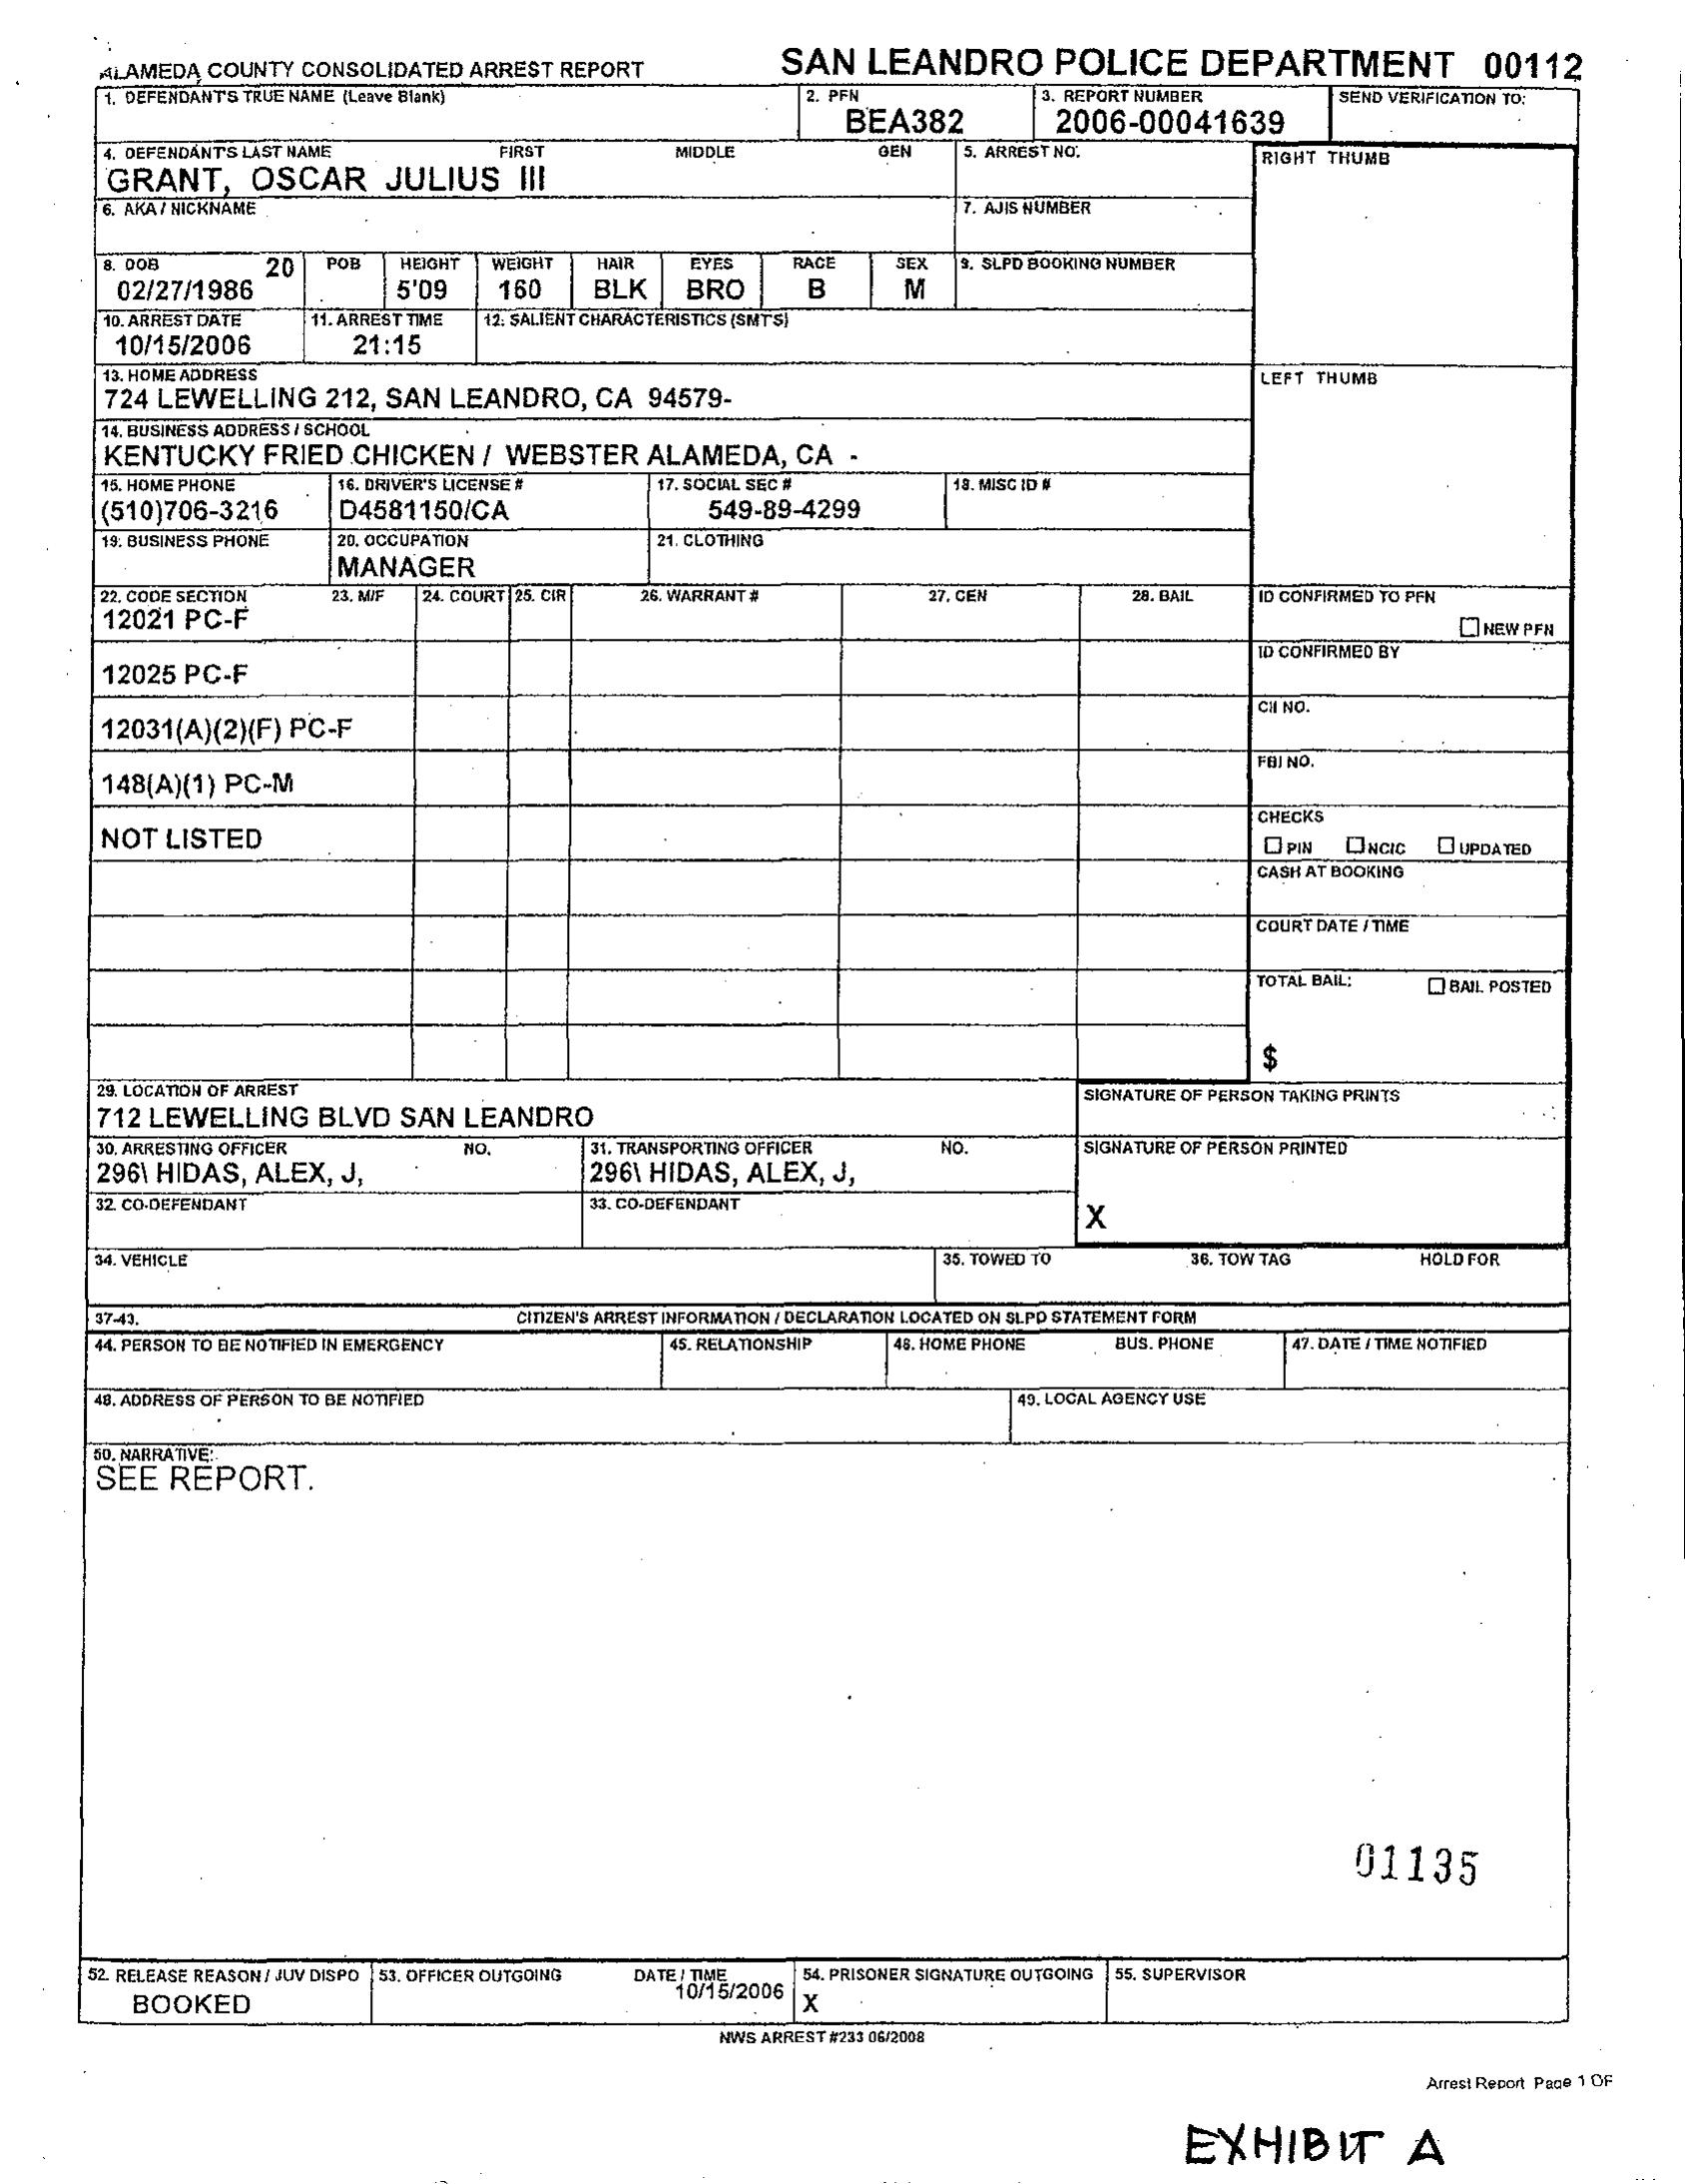 ALAMEDA COUNTY CONSOLIDATED ARREST REPORT SAN LEANDRO POLICE DEPARTMENT 00112
1. DEFENDANT'S TRUE NAME (Leave Blank) 2. PFN 3. REPORT NUMBER SEND VERIFICATION TO:
BEA382 2006-00041639
4. DEFENDANT'S LAST NAME FIRST MIDDLE GEN 5. ARREST NO. RIGHT THUMB
GRANT, OSCAR JULIUS III
6. AKA / NICKNAME 7. AJIS NUMBER
8. DOB 20 POB HEIGHT WEIGHT HAIR EYES RACE SEX 9. SLPD BOOKING NUMBER
02/27/1986 5'09 160 BLK BRO B M
10. ARREST DATE 11. ARREST TIME 12. SALIENT CHARACTERISTICS (SMT'S)
10/15/2006 21:15
13. HOME ADDRESS LEFT THUMB
724 LEWELLING 212, SAN LEANDRO, CA 94579-
14. BUSINESS ADDRESS / SCHOOL
KENTUCKY FRIED CHICKEN / WEBSTER ALAMEDA, CA -
15. HOME PHONE 16. DRIVER'S LICENSE # 17. SOCIAL SEC # 18. MISC ID #
(510)706-3216 D4581150/CA 549-89-4299
19. BUSINESS PHONE 20. OCCUPATION 21. CLOTHING
MANAGER
22. CODE SECTION 23. M/F 24. COURT 25. CIR 26. WARRANT # 27. CEN 28. BAIL ID CONFIRMED TO PFN
12021 PC-F NEW PFN
ID CONFIRMED BY
12025 PC-F
CII NO.
12031(A)(2)(F) PC-F
FBI NO.
148(A)(1) PC-M
CHECKS
NOT LISTED PIN NCIC UPDATED
CASH AT BOOKING
COURT DATE / TIME
TOTAL BAIL: BAIL POSTED
$
29. LOCATION OF ARREST SIGNATURE OF PERSON TAKING PRINTS
712 LEWELLING BLVD SAN LEANDRO
30. ARRESTING OFFICER NO. 31. TRANSPORTING OFFICER NO. SIGNATURE OF PERSON PRINTED
296\ HIDAS, ALEX, J, 296\ HIDAS, ALEX, J,
32. CO-DEFENDANT 33. CO-DEFENDANT
X
34. VEHICLE 35. TOWED TO 36. TOW TAG HOLD FOR
37-43. CITIZEN'S ARREST INFORMATION / DECLARATION LOCATED ON SLPD STATEMENT FORM
44. PERSON TO BE NOTIFIED IN EMERGENCY 45. RELATIONSHIP 46. HOME PHONE BUS. PHONE 47. DATE / TIME NOTIFIED
48. ADDRESS OF PERSON TO BE NOTIFIED 49. LOCAL AGENCY USE
50. NARRATIVE:
SEE REPORT.
01135
52. RELEASE REASON / JUV DISPO 53. OFFICER OUTGOING DATE / TIME 54. PRISONER SIGNATURE OUTGOING 55. SUPERVISOR
BOOKED 10/15/2006 X
NWS ARREST #233 06/2008
Arrest Report Page 1 OF
EXHIBIT A